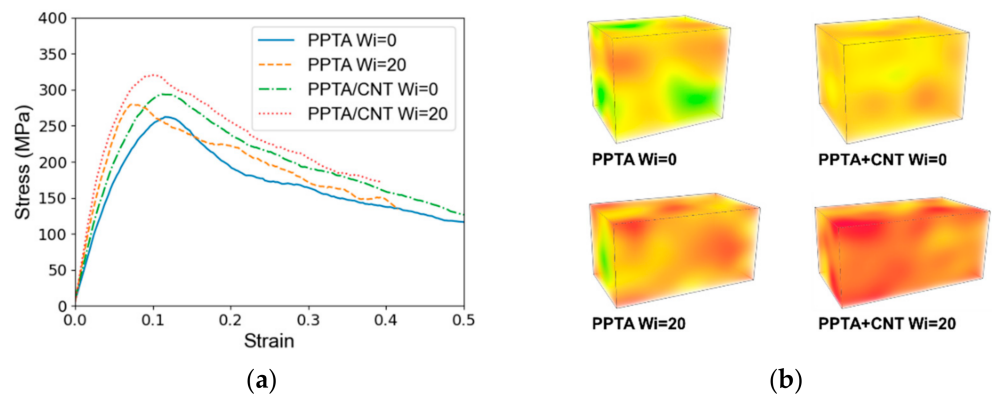 400
350
300
250
200
150
100
50
0
Stress (MPa)
PPTA Wi=0
PPTA Wi=20
PPTA/CNT Wi=0
PPTA/CNT Wi=20
0.0 0.1 0.2 0.3 0.4 0.5
Strain
(a)
PPTA Wi=0
PPTA+CNT Wi=0
PPTA Wi=20
PPTA+CNT Wi=20
(b)